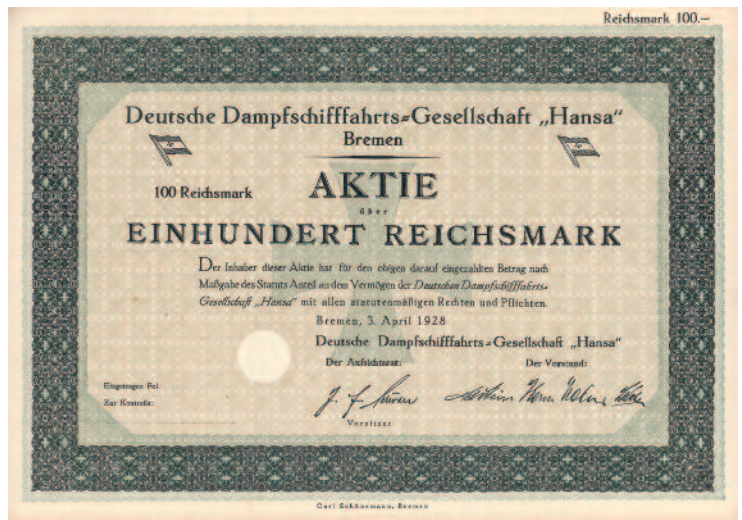 Reichsmark 100.–
Deutsche Dampfschifffahrts-Gesellschaft „Hansa“
Bremen
100 Reichsmark
AKTIE
über
EINHUNDERT REICHSMARK
Der Inhaber dieser Aktie hat für den obigen darauf eingezahlten Betrag nach
Maßgabe des Statuts Anteil an dem Vermögen der Deutschen Dampfschifffahrts-
Gesellschaft „Hansa“ mit allen statutenmäßigen Rechten und Pflichten.
Bremen, 3. April 1928
Deutsche Dampfschifffahrts-Gesellschaft „Hansa“
Der Aufsichtsrat: Der Vorstand:
Eingetragen Fol.
Zur Kontrolle:
Vorsitzer
Carl Schünemann, Bremen